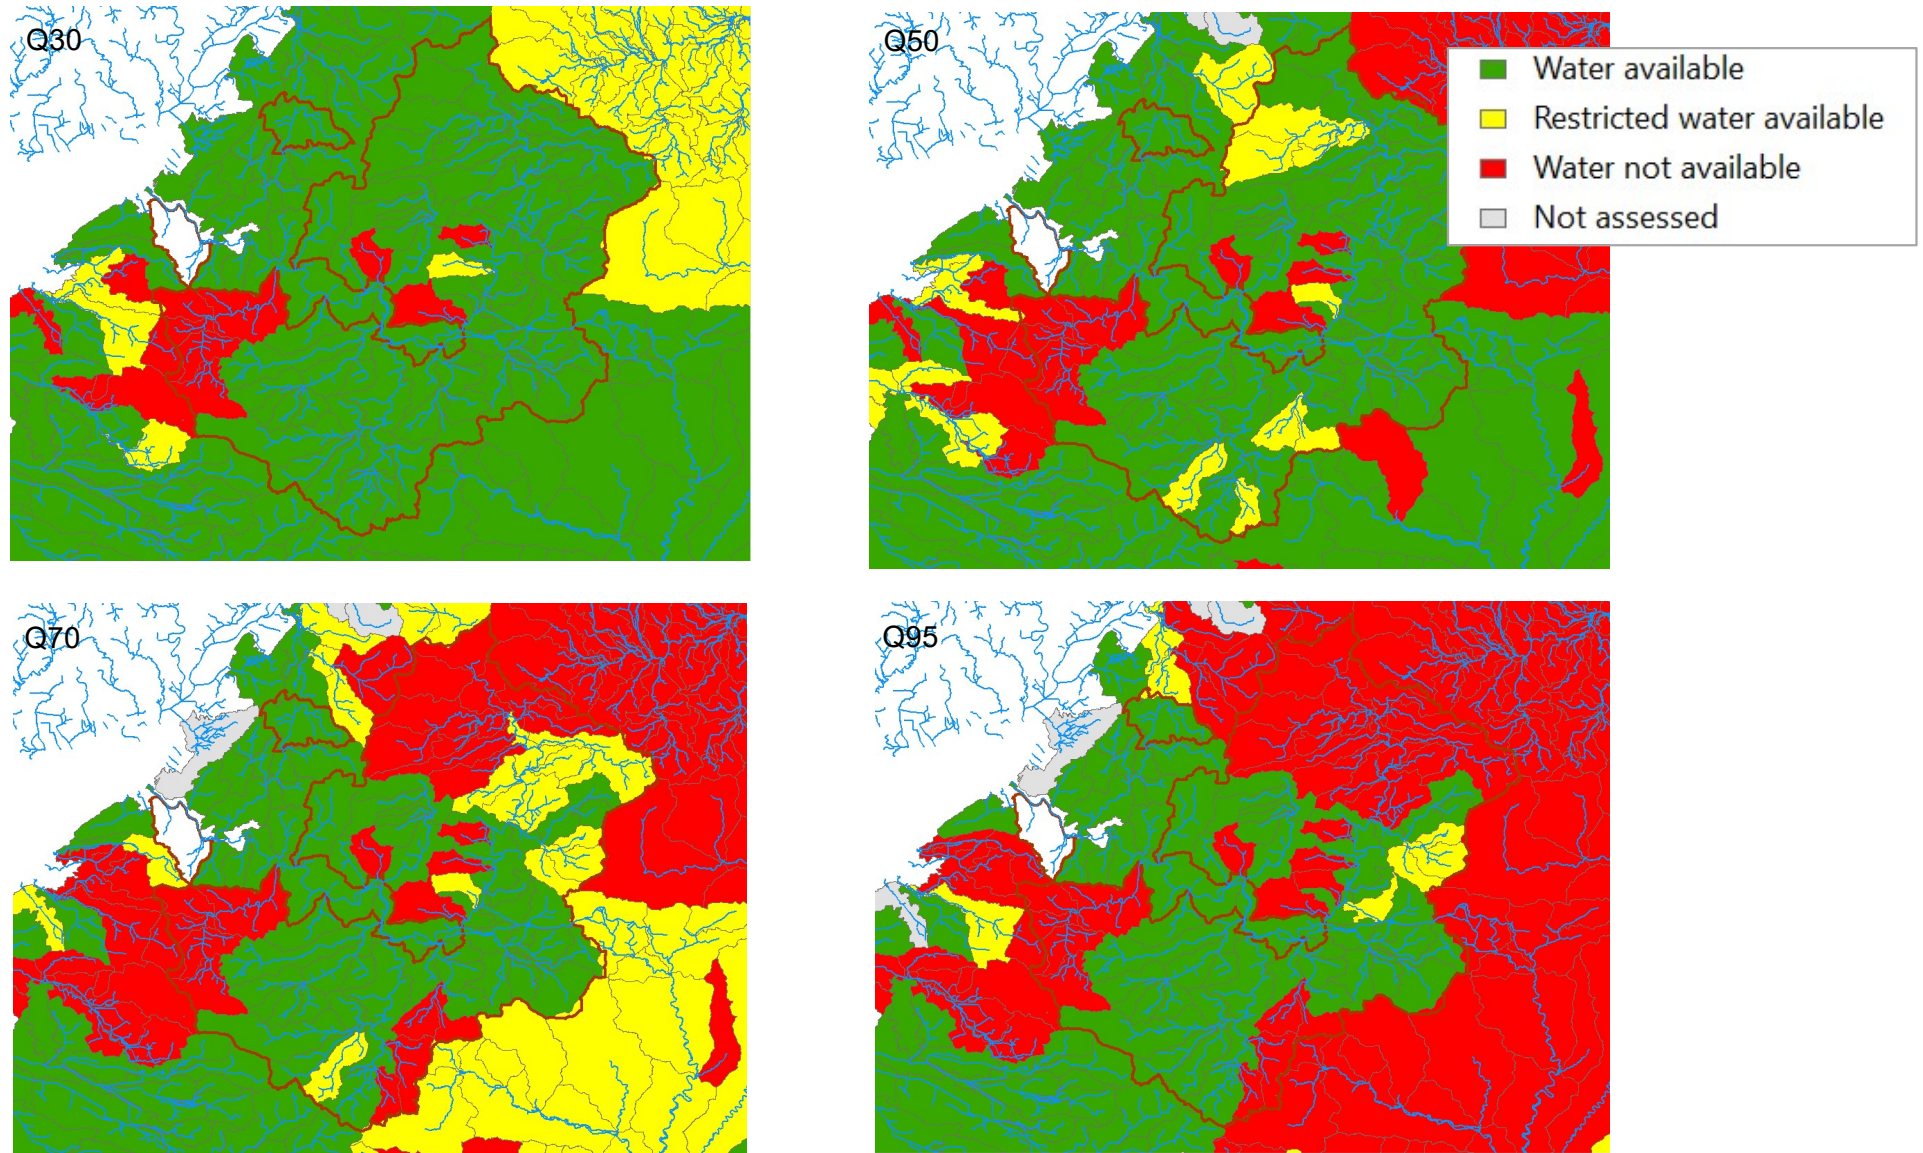 Q30
Q50
Water available
Restricted water available
Water not available
Not assessed
Q70
Q95